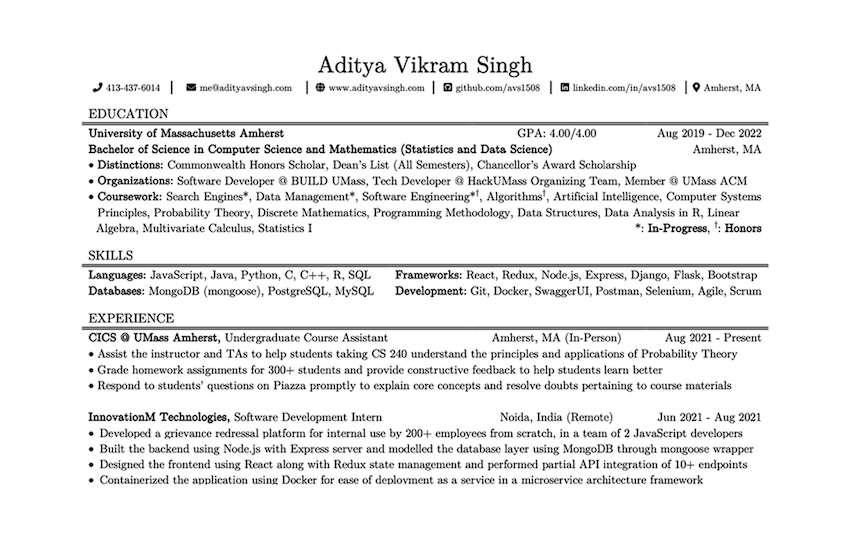 Aditya Vikram Singh
413-437-6014 | me@adityavsingh.com | www.adityavsingh.com | github.com/avs1508 | linkedin.com/in/avs1508 | Amherst, MA
EDUCATION
University of Massachusetts Amherst GPA: 4.00/4.00 Aug 2019 - Dec 2022
Bachelor of Science in Computer Science and Mathematics (Statistics and Data Science) Amherst, MA
• Distinctions: Commonwealth Honors Scholar, Dean's List (All Semesters), Chancellor's Award Scholarship
• Organizations: Software Developer @ BUILD UMass, Tech Developer @ HackUMass Organizing Team, Member @ UMass ACM
• Coursework: Search Engines*, Data Management*, Software Engineering*†, Algorithms†, Artificial Intelligence, Computer Systems
Principles, Probability Theory, Discrete Mathematics, Programming Methodology, Data Structures, Data Analysis in R, Linear
Algebra, Multivariate Calculus, Statistics I *: In-Progress, †: Honors
SKILLS
Languages: JavaScript, Java, Python, C, C++, R, SQL Frameworks: React, Redux, Node.js, Express, Django, Flask, Bootstrap
Databases: MongoDB (mongoose), PostgreSQL, MySQL Development: Git, Docker, SwaggerUI, Postman, Selenium, Agile, Scrum
EXPERIENCE
CICS @ UMass Amherst, Undergraduate Course Assistant Amherst, MA (In-Person) Aug 2021 - Present
• Assist the instructor and TAs to help students taking CS 240 understand the principles and applications of Probability Theory
• Grade homework assignments for 300+ students and provide constructive feedback to help students learn better
• Respond to students' questions on Piazza promptly to explain core concepts and resolve doubts pertaining to course materials
InnovationM Technologies, Software Development Intern Noida, India (Remote) Jun 2021 - Aug 2021
• Developed a grievance redressal platform for internal use by 200+ employees from scratch, in a team of 2 JavaScript developers
• Built the backend using Node.js with Express server and modelled the database layer using MongoDB through mongoose wrapper
• Designed the frontend using React along with Redux state management and performed partial API integration of 10+ endpoints
• Containerized the application using Docker for ease of deployment as a service in a microservice architecture framework